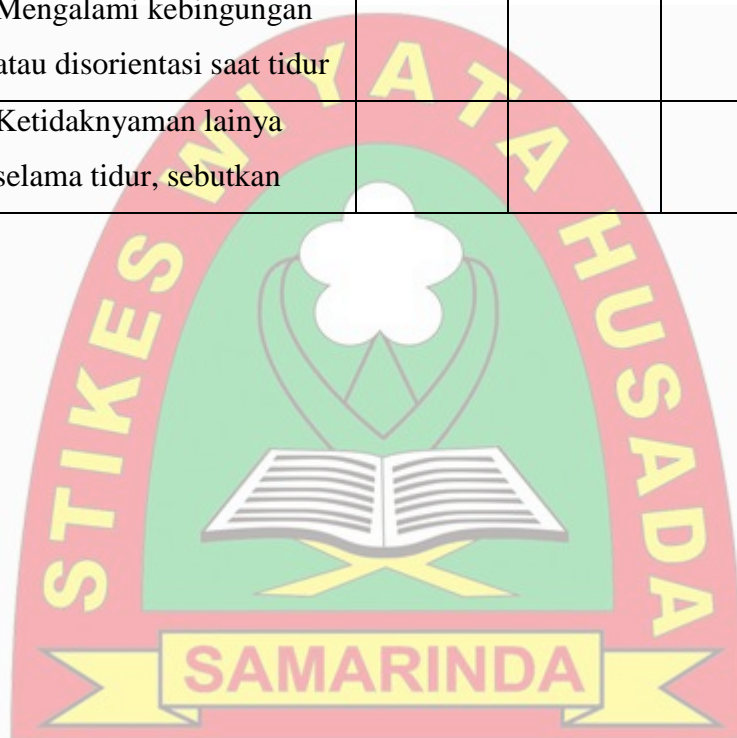 Mengalami kebingungan
atau disorientasi saat tidur
Ketidaknyaman lainya
selama tidur, sebutkan
STIKES WIYATA HUSADA
SAMARINDA